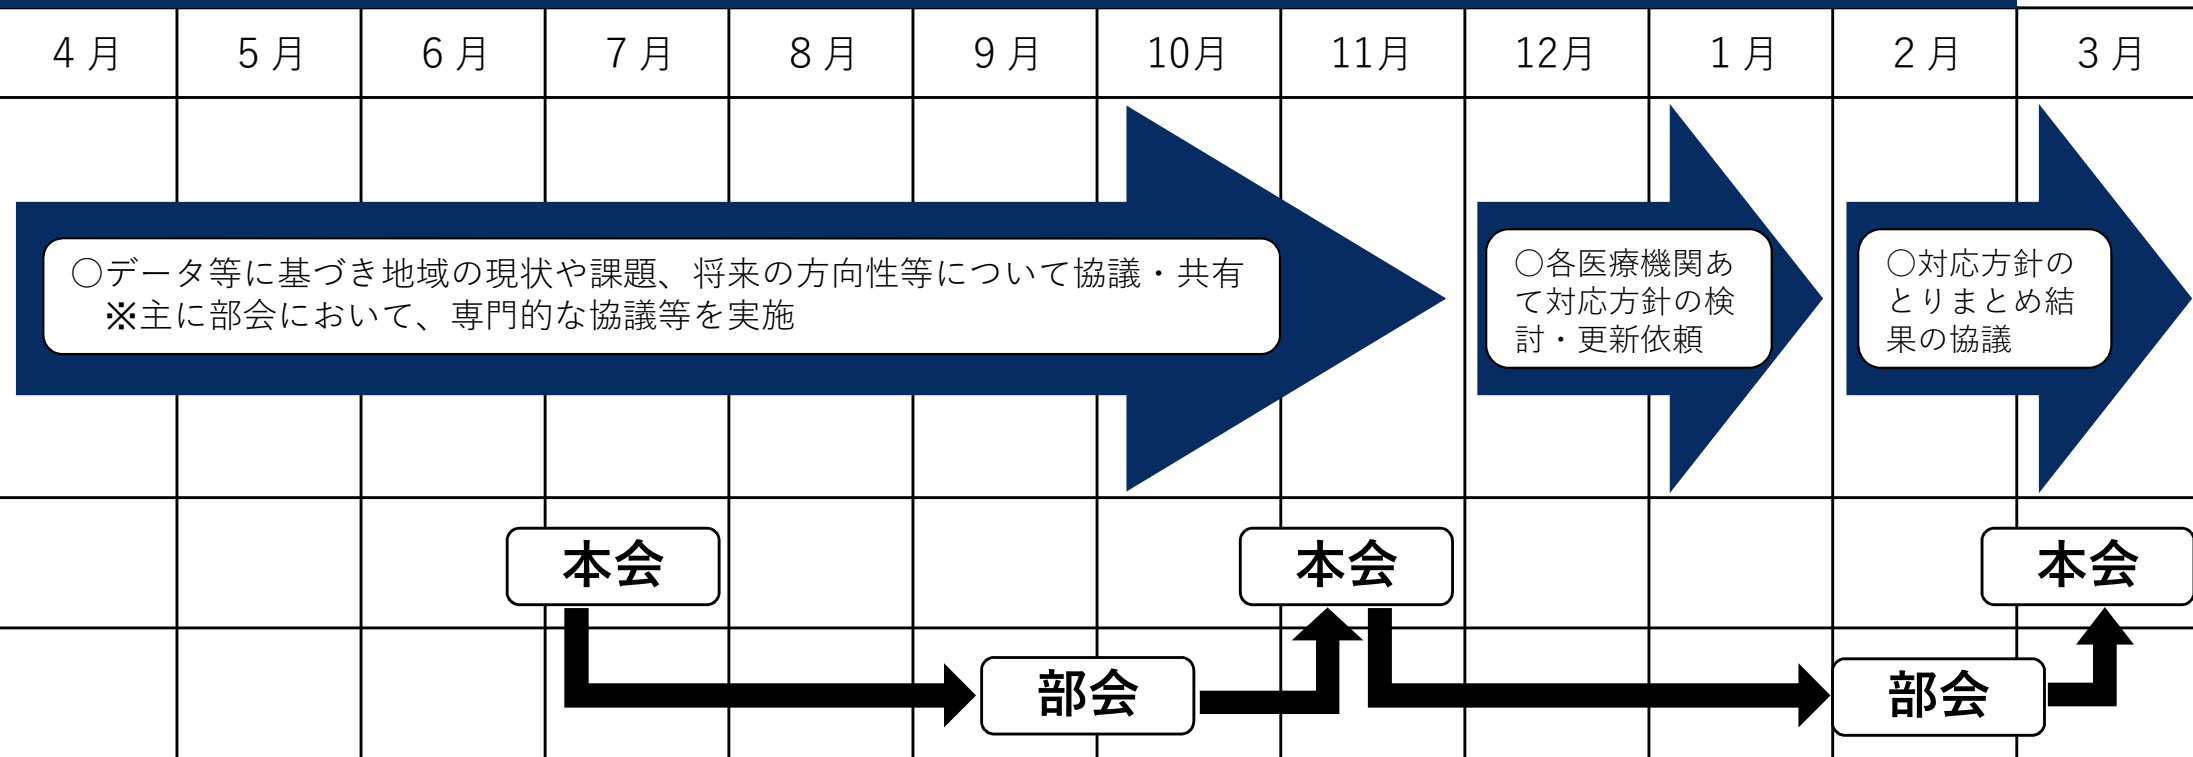 4月 5月 6月 7月 8月 9月 10月 11月 12月 1月 2月 3月
○データ等に基づき地域の現状や課題、将来の方向性等について協議・共有
※主に部会において、専門的な協議等を実施
○各医療機関あ
て対応方針の検
討・更新依頼
○対応方針の
とりまとめ結
果の協議
本会 本会 本会
部会 部会